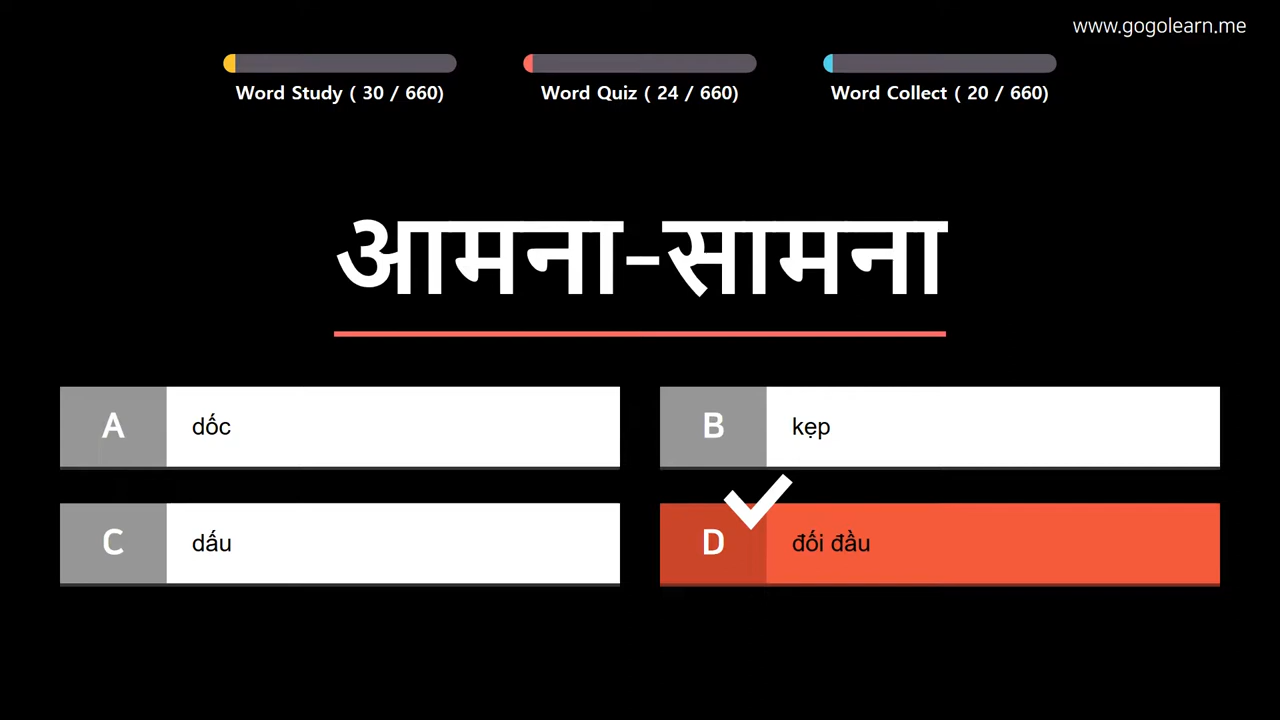 www.gogolearn.me
Word Study ( 30 / 660)
Word Quiz ( 24 / 660)
Word Collect ( 20 / 660)
आमना-सामना
A dốc
B kẹp
C dấu
D đối đầu